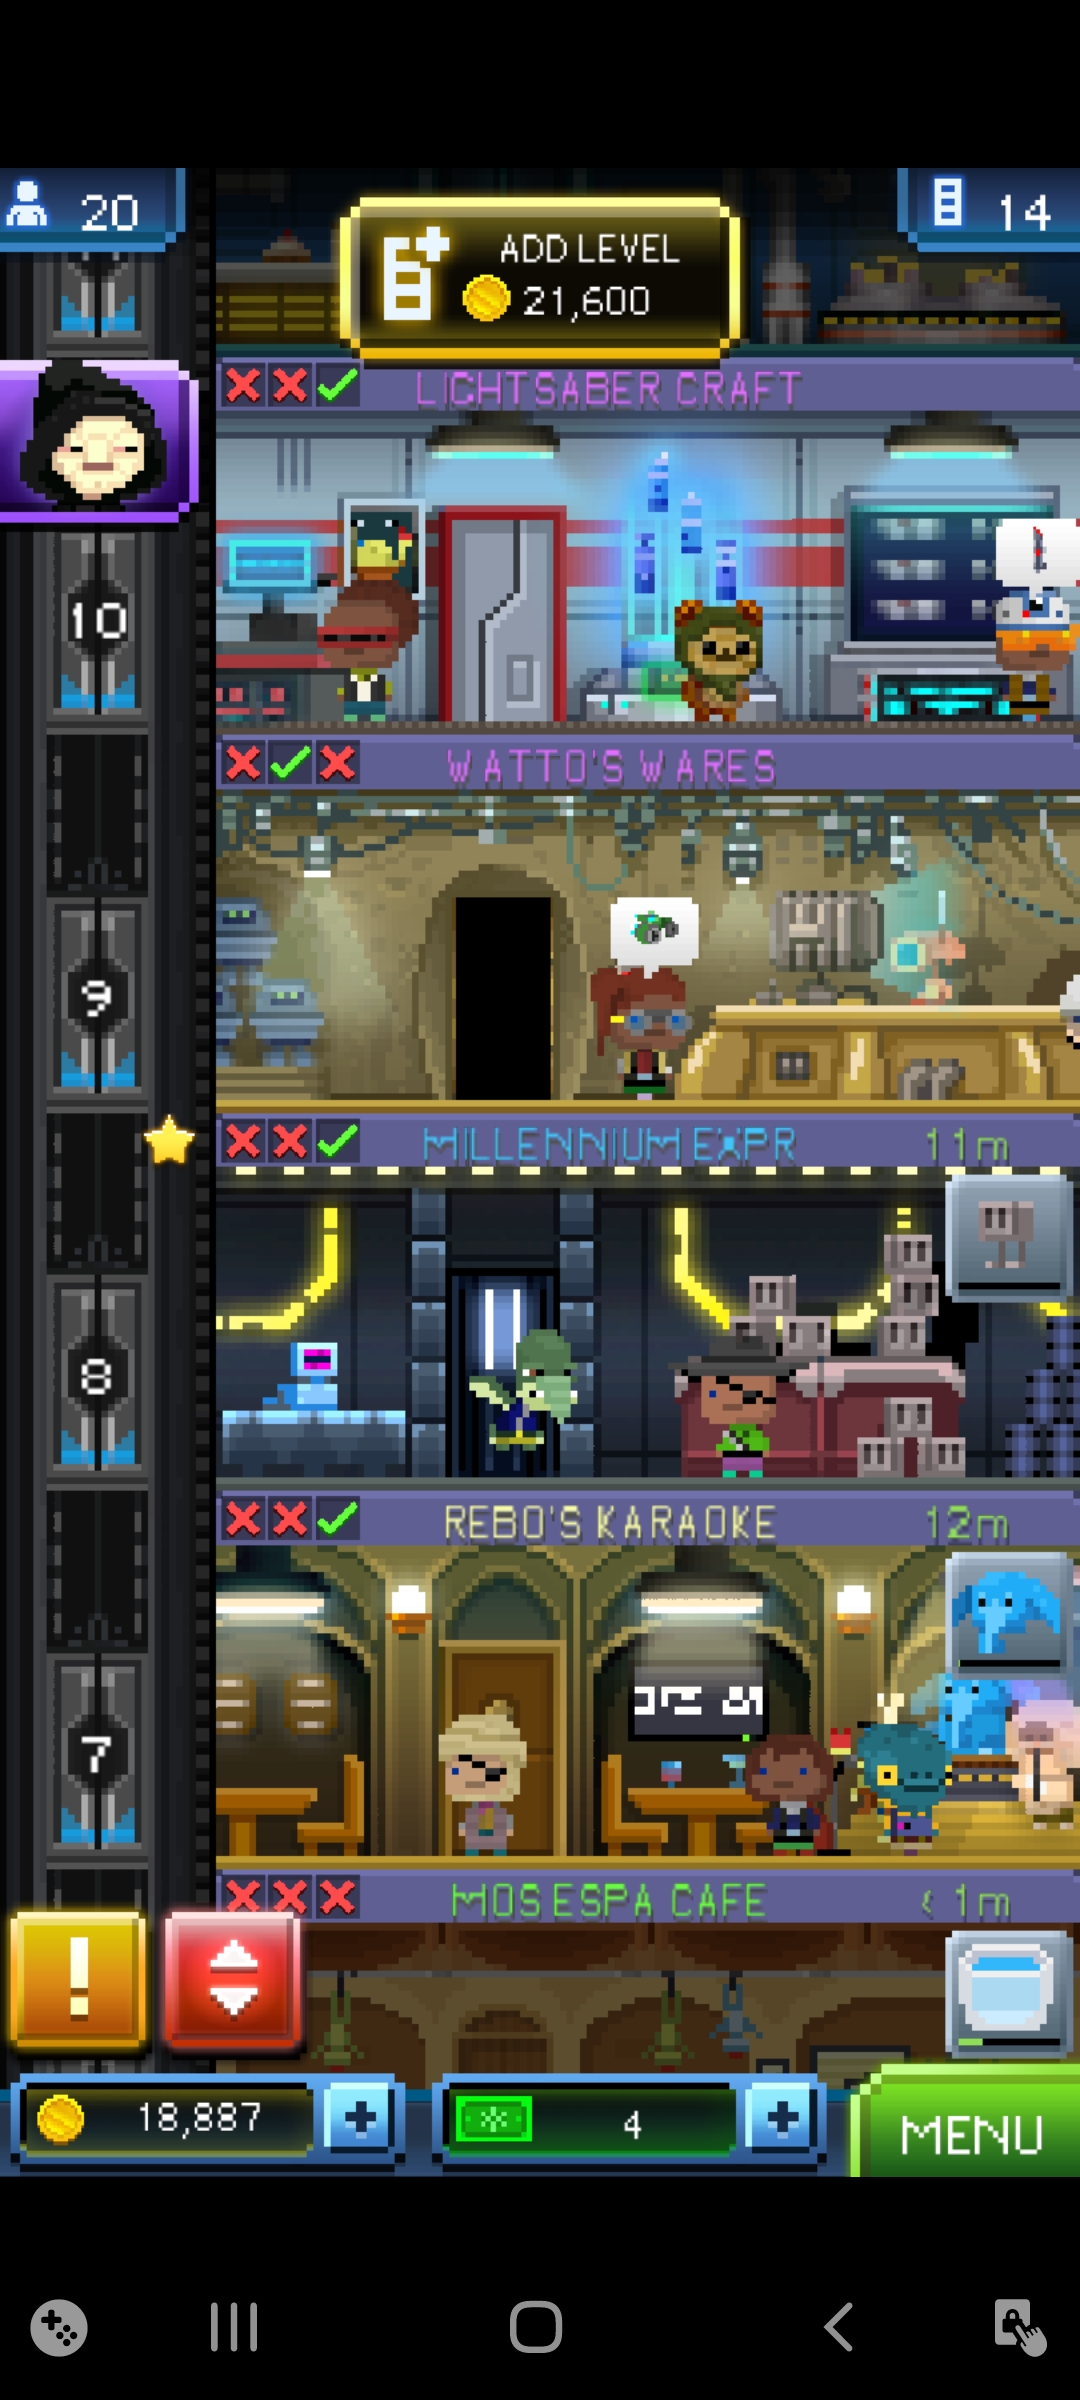 20
ADD LEVEL
21,600
14
LIGHTSABER CRAFT
10
WATTO'S WARES
9
MILLENNIUM EXPR 11m
8
REBO'S KARAOKE 12m
7
MOS ESPA CAFE < 1m
!
18,887
4
MENU